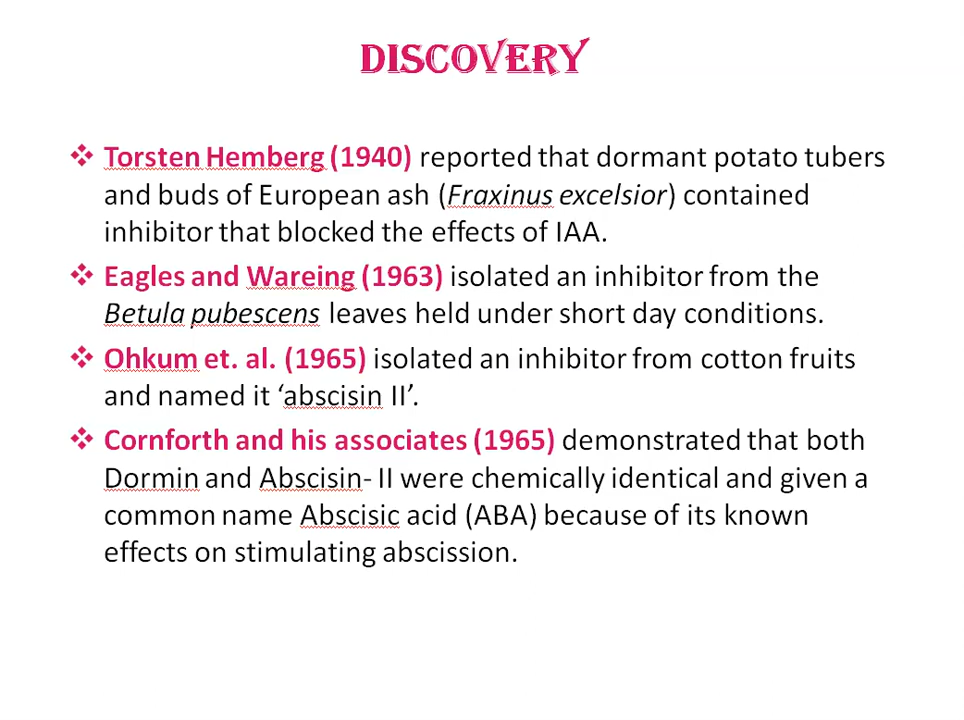 DISCOVERY
❖ Torsten Hemberg (1940) reported that dormant potato tubers
and buds of European ash (Fraxinus excelsior) contained
inhibitor that blocked the effects of IAA.
❖ Eagles and Wareing (1963) isolated an inhibitor from the
Betula pubescens leaves held under short day conditions.
❖ Ohkum et. al. (1965) isolated an inhibitor from cotton fruits
and named it ‘abscisin II’.
❖ Cornforth and his associates (1965) demonstrated that both
Dormin and Abscisin- II were chemically identical and given a
common name Abscisic acid (ABA) because of its known
effects on stimulating abscission.